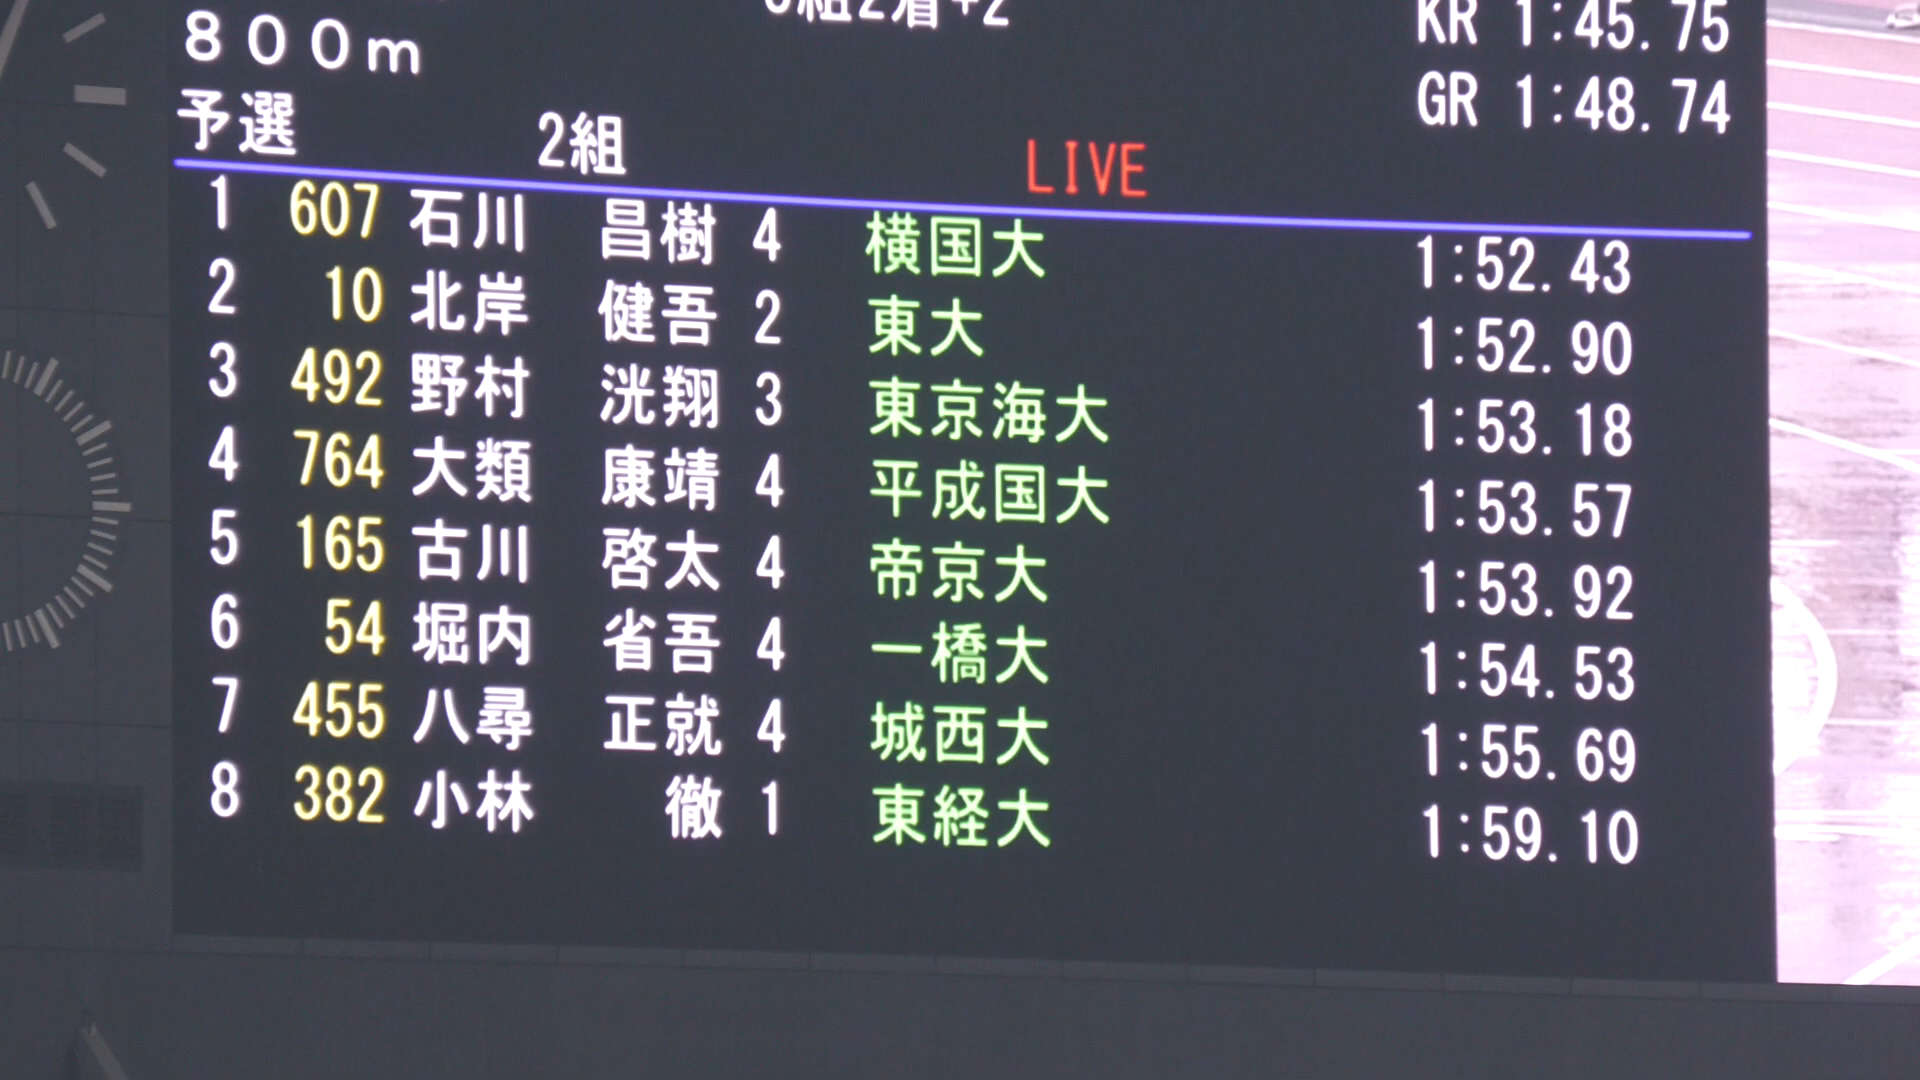 800m
KR 1:45.75
GR 1:48.74
予選 2組 LIVE
1 607 石川 昌樹 4 横国大 1:52.43
2 10 北岸 健吾 2 東大 1:52.90
3 492 野村 洸翔 3 東京海大 1:53.18
4 764 大類 康靖 4 平成国大 1:53.57
5 165 古川 啓太 4 帝京大 1:53.92
6 54 堀内 省吾 4 一橋大 1:54.53
7 455 八尋 正就 4 城西大 1:55.69
8 382 小林 徹 1 東経大 1:59.10